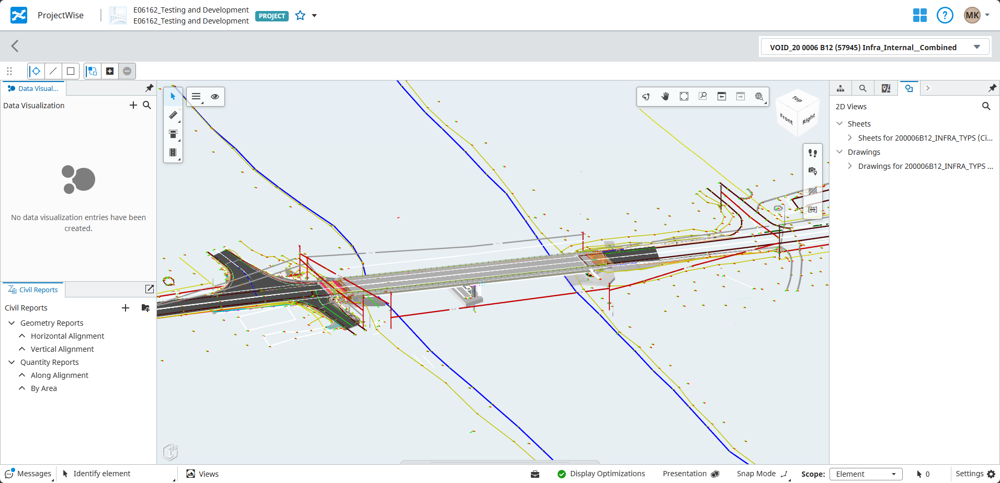 ProjectWise
E06162_Testing and Development
E06162_Testing and Development
PROJECT
?
MK
VOID_20 0006 B12 (57945) Infra_Internal__Combined
Data Visual...
Data Visualization
No data visualization entries have been
created.
Civil Reports
Civil Reports
Geometry Reports
Horizontal Alignment
Vertical Alignment
Quantity Reports
Along Alignment
By Area
Top
Front
Right
2D Views
Sheets
Sheets for 200006B12_INFRA_TYPS (Ci...
Drawings
Drawings for 200006B12_INFRA_TYPS ...
Messages
Identify element
Views
Display Optimizations
Presentation
Snap Mode
Scope:
Element
0
Settings